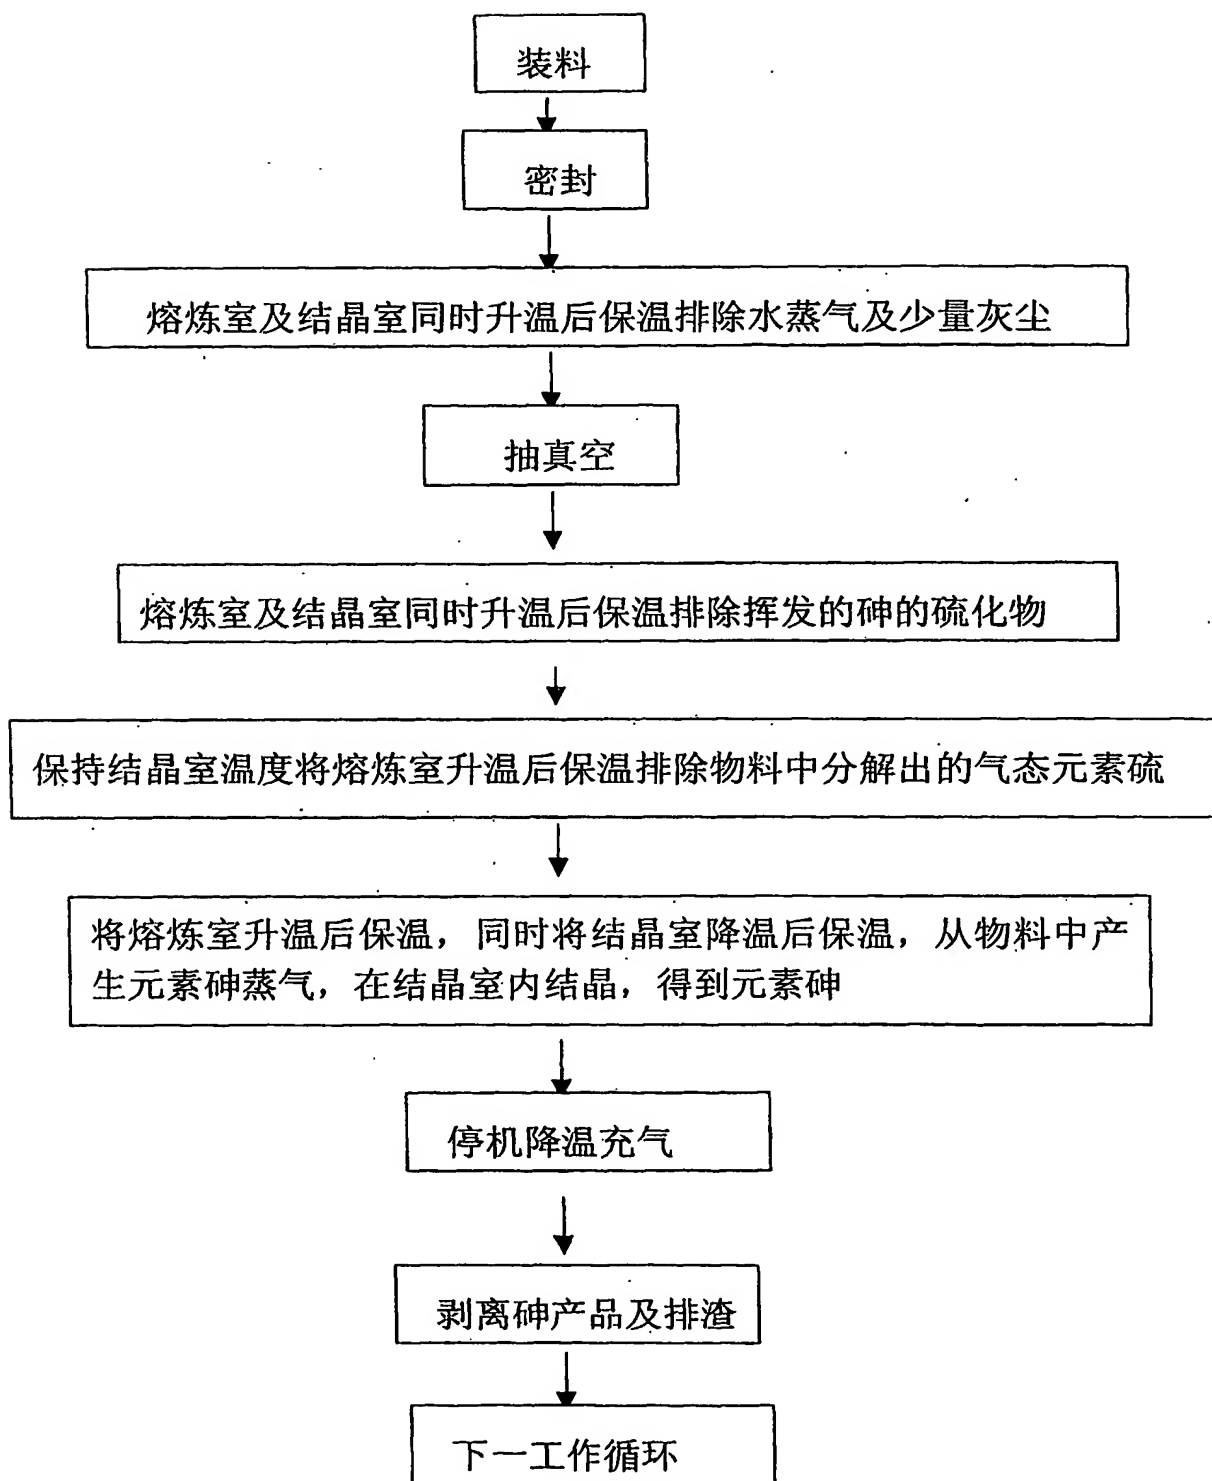 装料
密封
熔炼室及结晶室同时升温后保温排除水蒸气及少量灰尘
抽真空
熔炼室及结晶室同时升温后保温排除挥发的砷的硫化物
保持结晶室温度将熔炼室升温后保温排除物料中分解出的气态元素硫
将熔炼室升温后保温，同时将结晶室降温后保温，从物料中产
生元素砷蒸气，在结晶室内结晶，得到元素砷
停机降温充气
剥离砷产品及排渣
下一工作循环